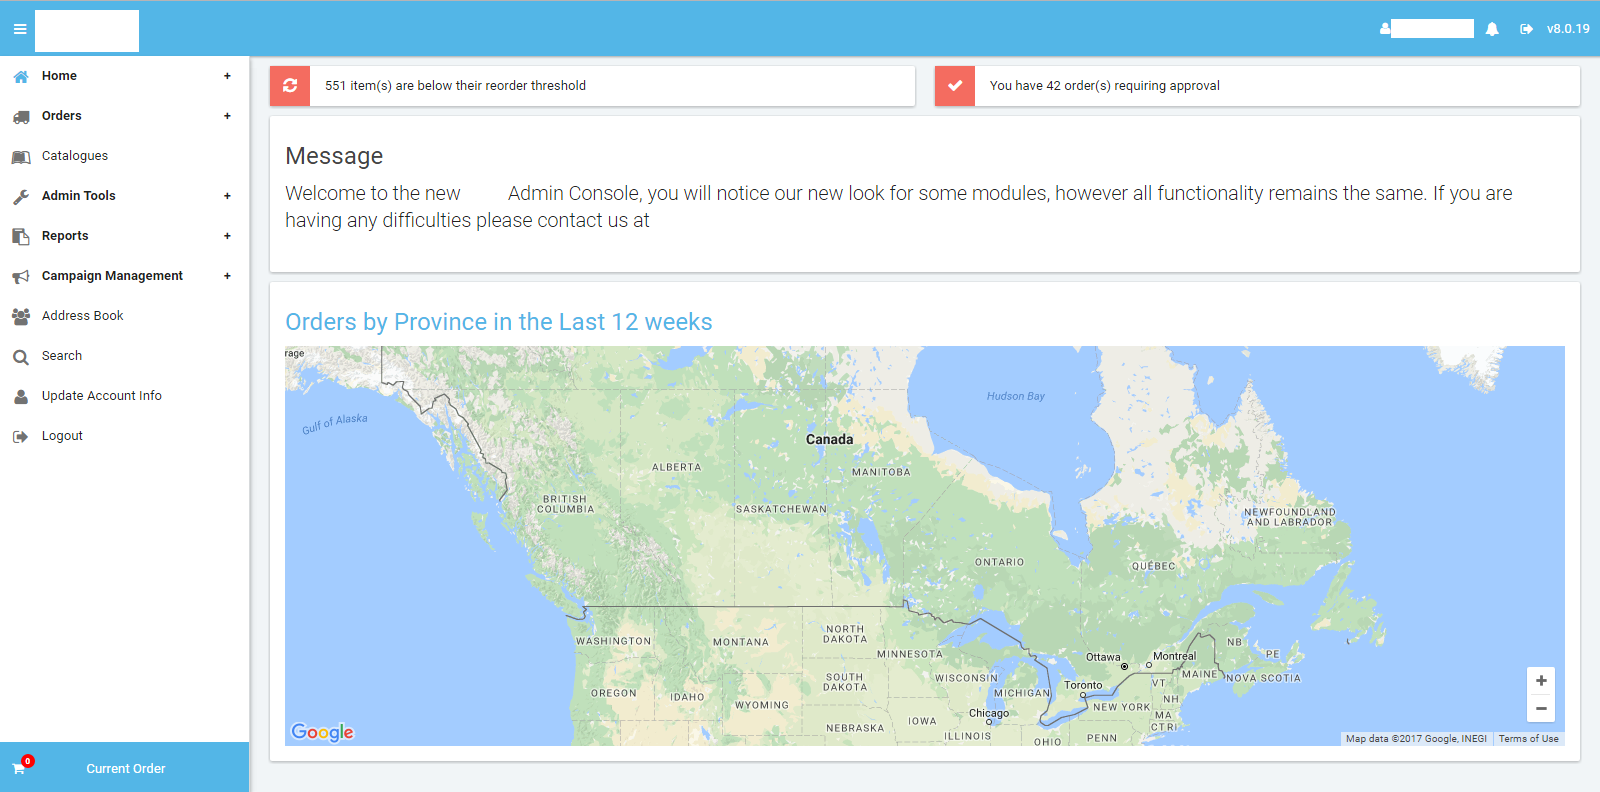 v8.0.19
Home +
Orders +
Catalogues
Admin Tools +
Reports +
Campaign Management +
Address Book
Search
Update Account Info
Logout
0
Current Order
551 item(s) are below their reorder threshold
You have 42 order(s) requiring approval
Message
Welcome to the new Admin Console, you will notice our new look for some modules, however all functionality remains the same. If you are
having any difficulties please contact us at
Orders by Province in the Last 12 weeks
rage
Gulf of Alaska
Hudson Bay
Canada
ALBERTA
MANITOBA
BRITISH
COLUMBIA
SASKATCHEWAN
NEWFOUNDLAND
AND LABRADOR
ONTARIO
QUÉBEC
WASHINGTON
MONTANA
NORTH
DAKOTA
MINNESOTA
NB
PE
Ottawa
Montreal
MAINE
NOVA SCOTIA
OREGON
IDAHO
SOUTH
DAKOTA
WISCONSIN
MICHIGAN
Toronto
VT
NH
WYOMING
NEW YORK
MA
CT RI
Chicago
NEBRASKA
IOWA
ILLINOIS
OHIO
PENN
Google
+
−
Map data ©2017 Google, INEGI
Terms of Use